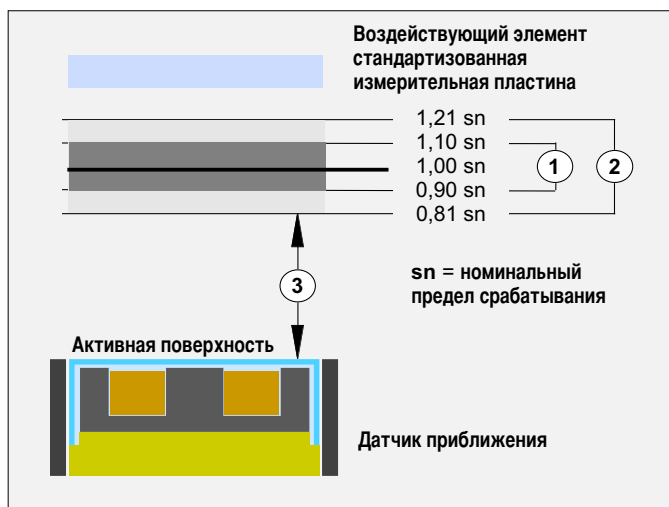 Воздействующий элемент
стандартизованная
измерительная пластина
1,21 sn
1,10 sn
1,00 sn
0,90 sn
0,81 sn
1
2
3
sn = номинальный
предел срабатывания
Активная поверхность
Датчик приближения